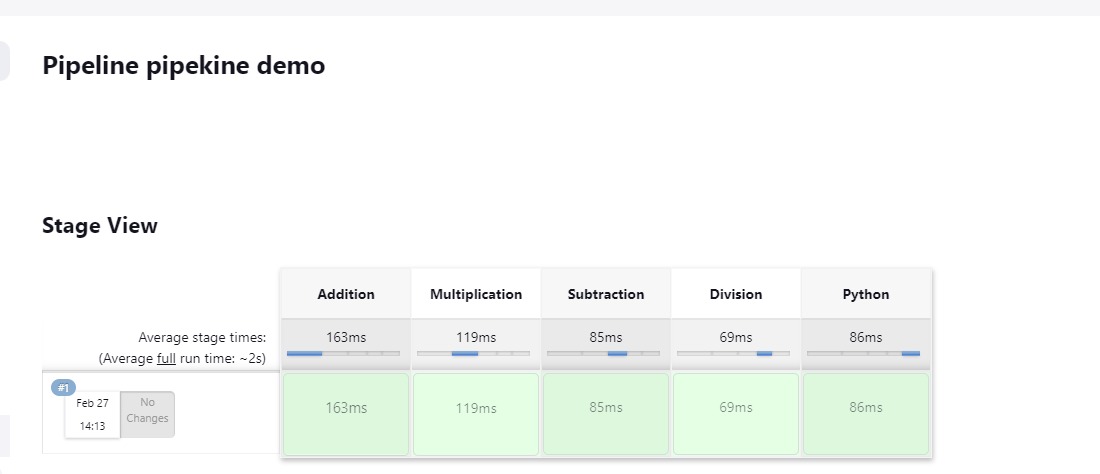 Pipeline pipekine demo
Stage View
Addition Multiplication Subtraction Division Python
Average stage times: 163ms 119ms 85ms 69ms 86ms
(Average full run time: ~2s)
#1
Feb 27 No
Changes
14:13
163ms 119ms 85ms 69ms 86ms